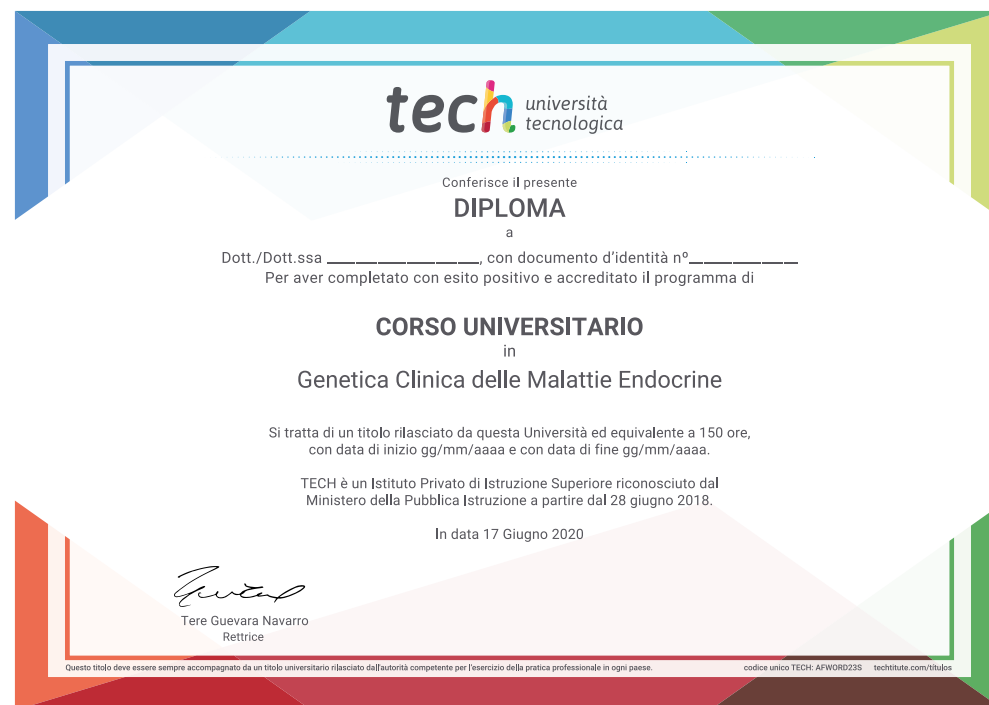 tech università
tecnologica
Conferisce il presente
DIPLOMA
a
Dott./Dott.ssa ____________________, con documento d'identità nº______________
Per aver completato con esito positivo e accreditato il programma di
CORSO UNIVERSITARIO
in
Genetica Clinica delle Malattie Endocrine
Si tratta di un titolo rilasciato da questa Università ed equivalente a 150 ore,
con data di inizio gg/mm/aaaa e con data di fine gg/mm/aaaa.
TECH è un Istituto Privato di Istruzione Superiore riconosciuto dal
Ministero della Pubblica Istruzione a partire dal 28 giugno 2018.
In data 17 Giugno 2020
Tere Guevara Navarro
Rettrice
Questo titolo deve essere sempre accompagnato da un titolo universitario rilasciato dall'autorità competente per l'esercizio della pratica professionale in ogni paese. codice unico TECH: AFWORD23S techtitute.com/títulos